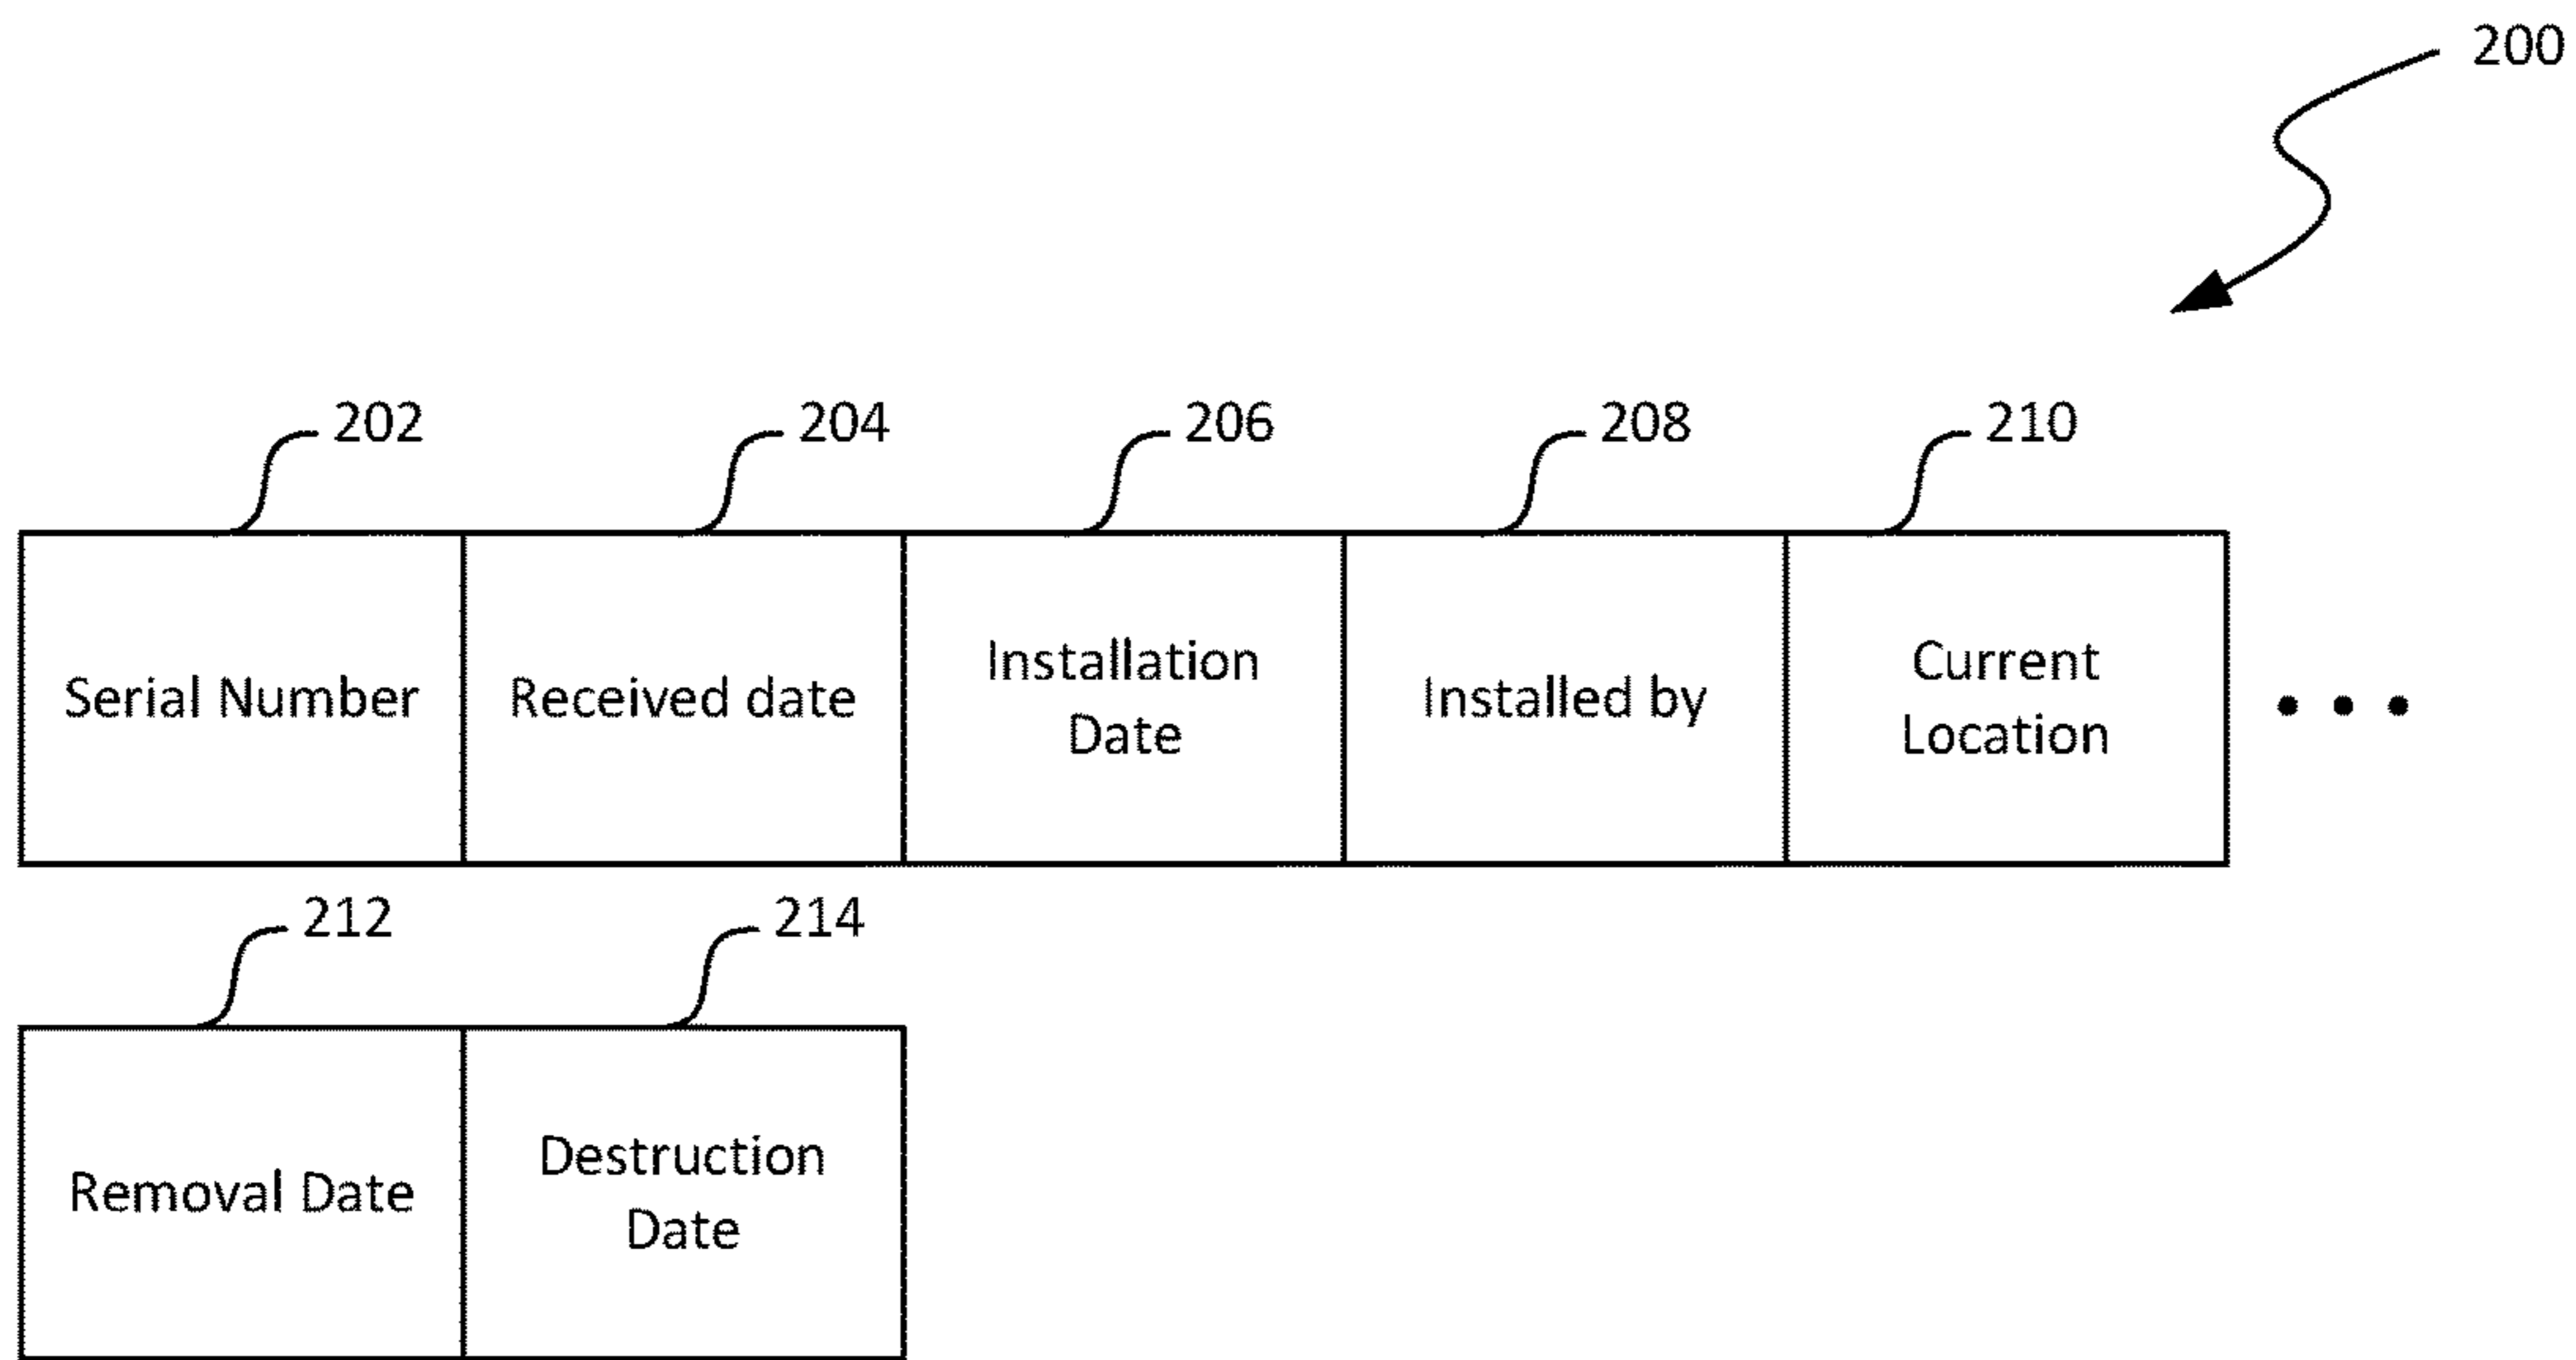 200
202
204
206
208
210
Serial Number
Received date
Installation
Date
Installed by
Current
Location
212
214
Removal Date
Destruction
Date